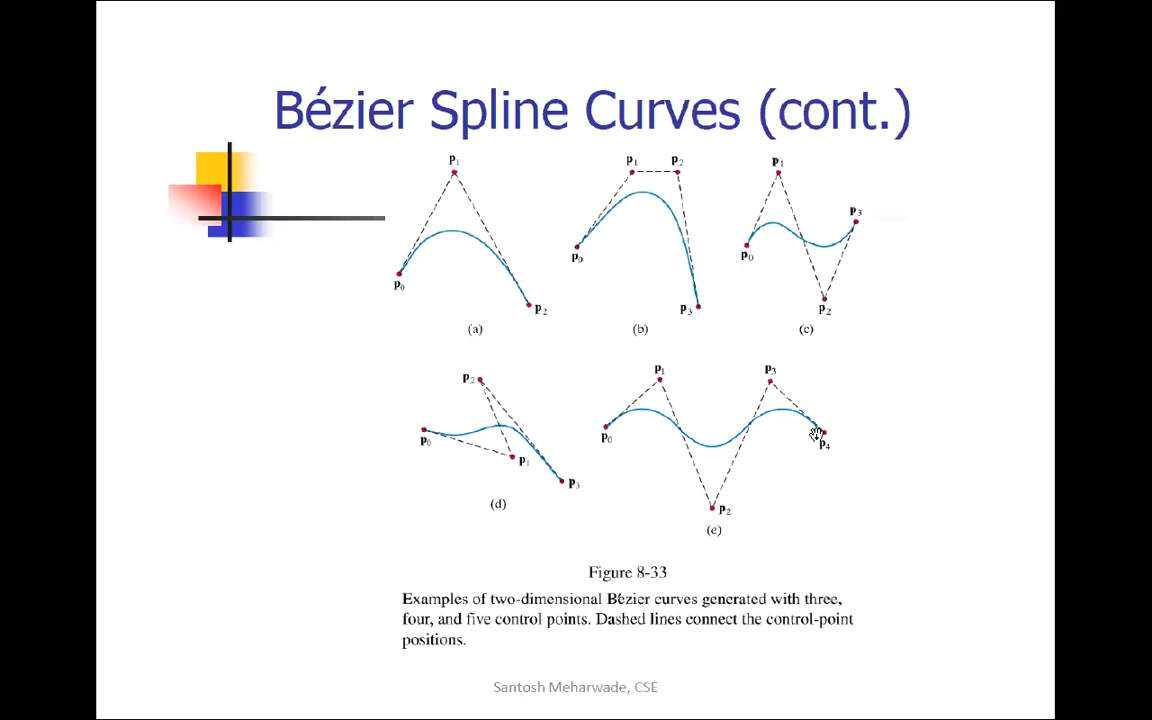 Bézier Spline Curves (cont.)
p1
p0
p2
(a)
p1
p2
p0
p3
(b)
p1
p3
p0
p2
(c)
p2
p0
p1
p3
(d)
p1
p3
p0
p4
p2
(e)
Figure 8-33
Examples of two-dimensional Bézier curves generated with three,
four, and five control points. Dashed lines connect the control-point
positions.
Santosh Meharwade, CSE